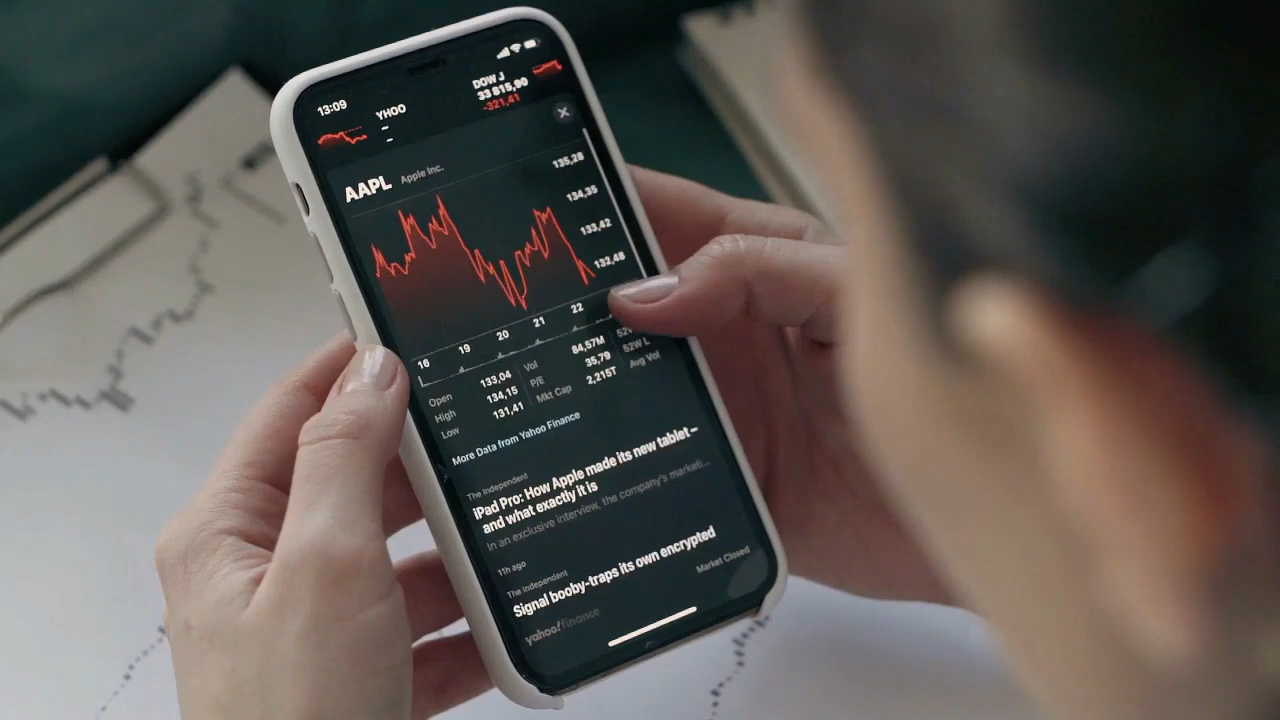 13:09
YHOO
-
-
DOW J
33 815,90
-321,41
AAPL Apple Inc.
135,28
134,35
133,42
132,48
16 19 20 21 22
Open 133,04
High 134,15
Low 131,41
Vol 84,57M
P/E 35,79
Mkt Cap 2,215T
52W L
Avg Vol
More Data from Yahoo Finance
The Independent
iPad Pro: How Apple made its new tablet –
and what exactly it is
In an exclusive interview, the company's marketi...
11h ago
The Independent
Signal booby-traps its own encrypted
yahoo!finance
Market Closed